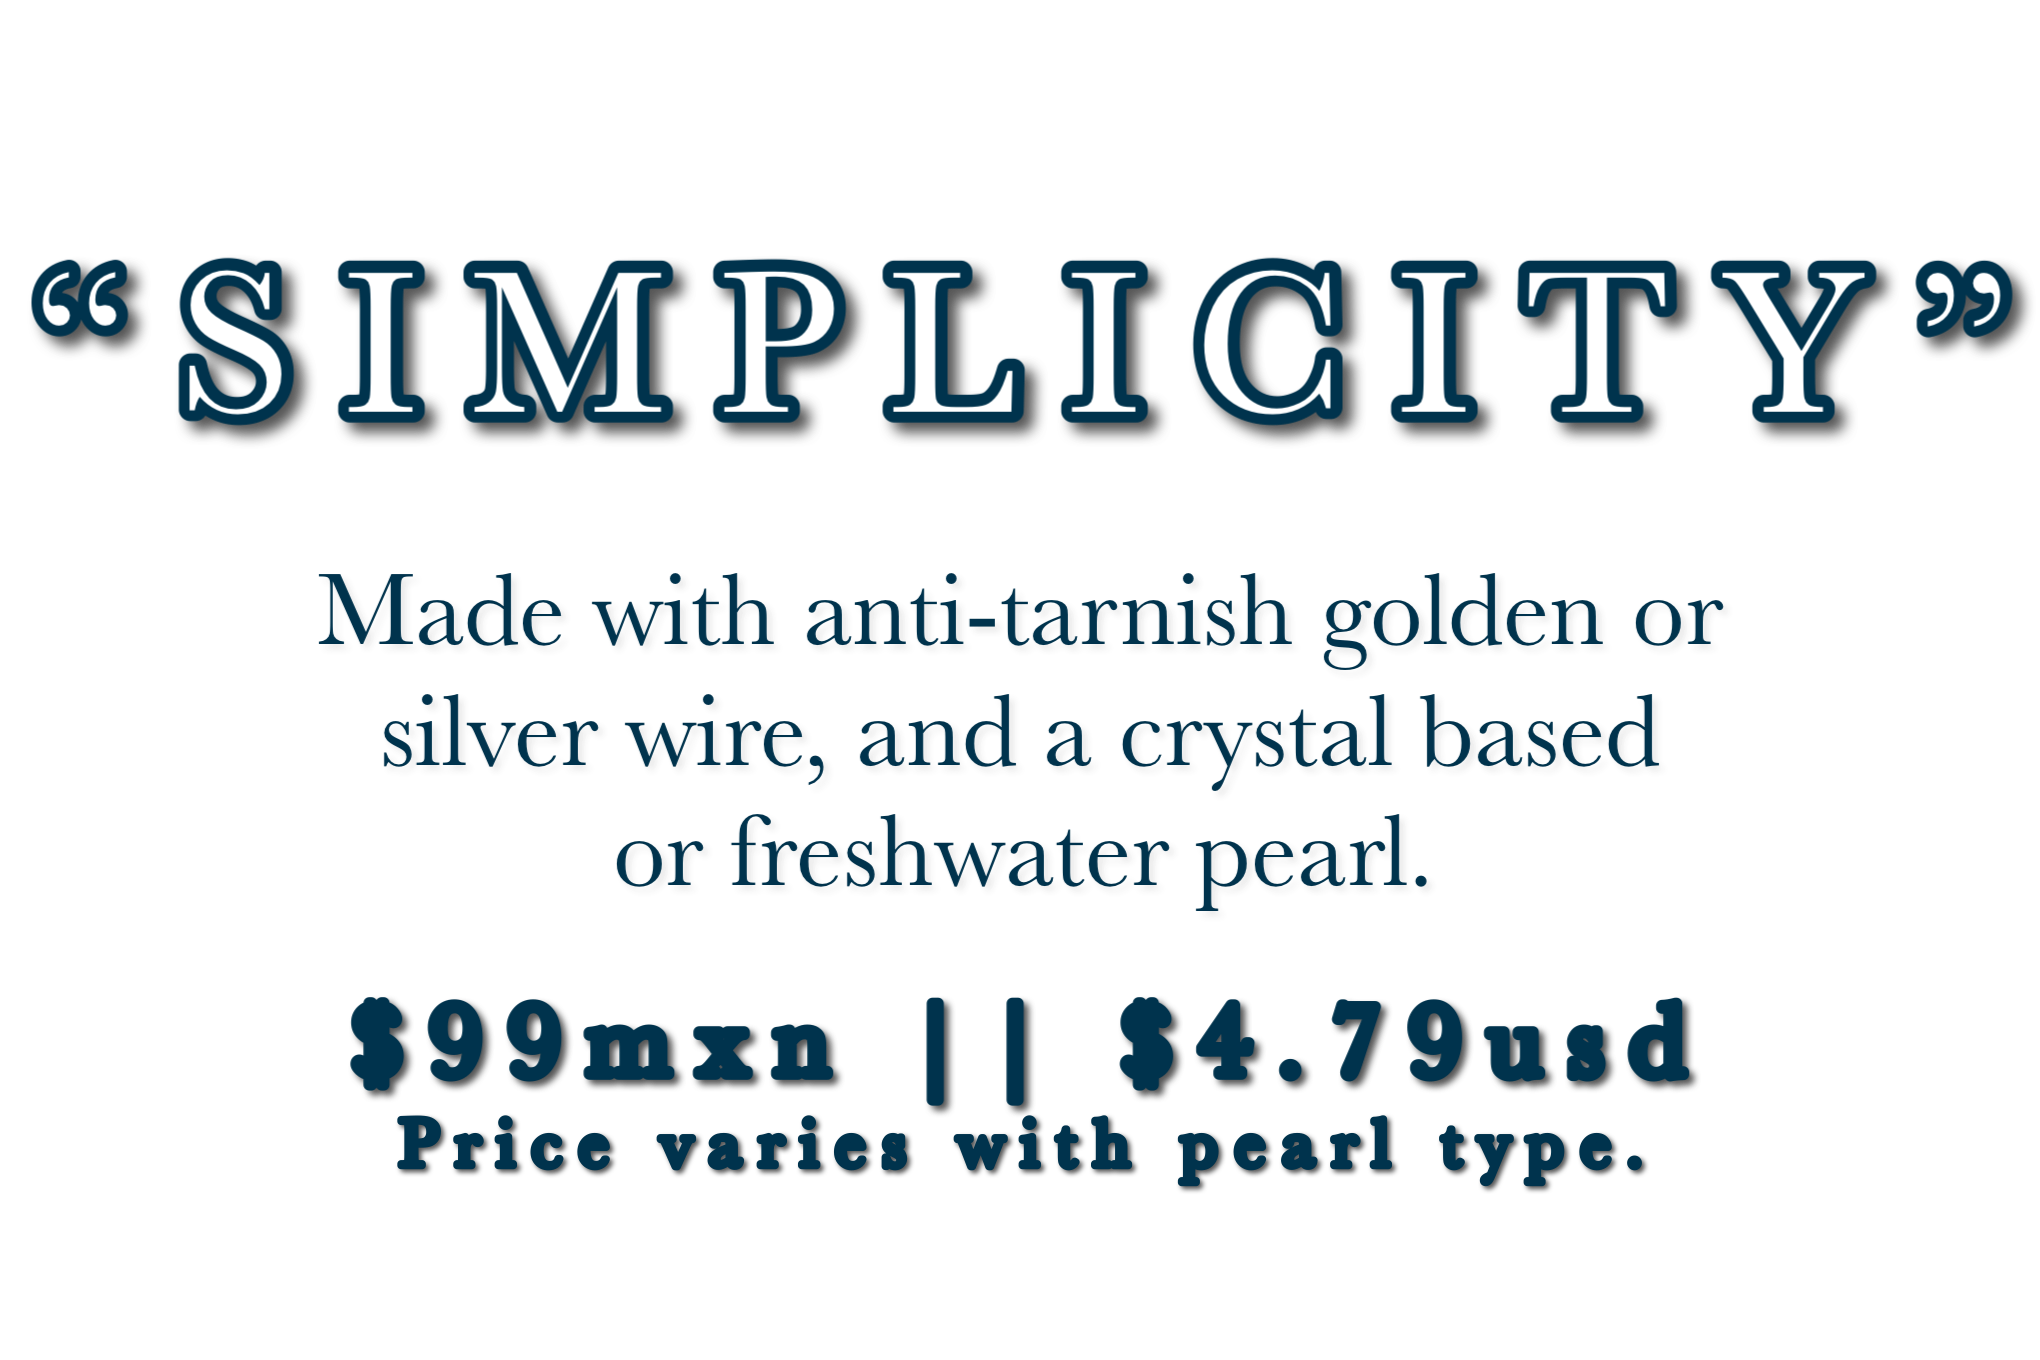 “SIMPLICITY”
Made with anti-tarnish golden or
silver wire, and a crystal based
or freshwater pearl.
$99mxn || $4.79usd
Price varies with pearl type.